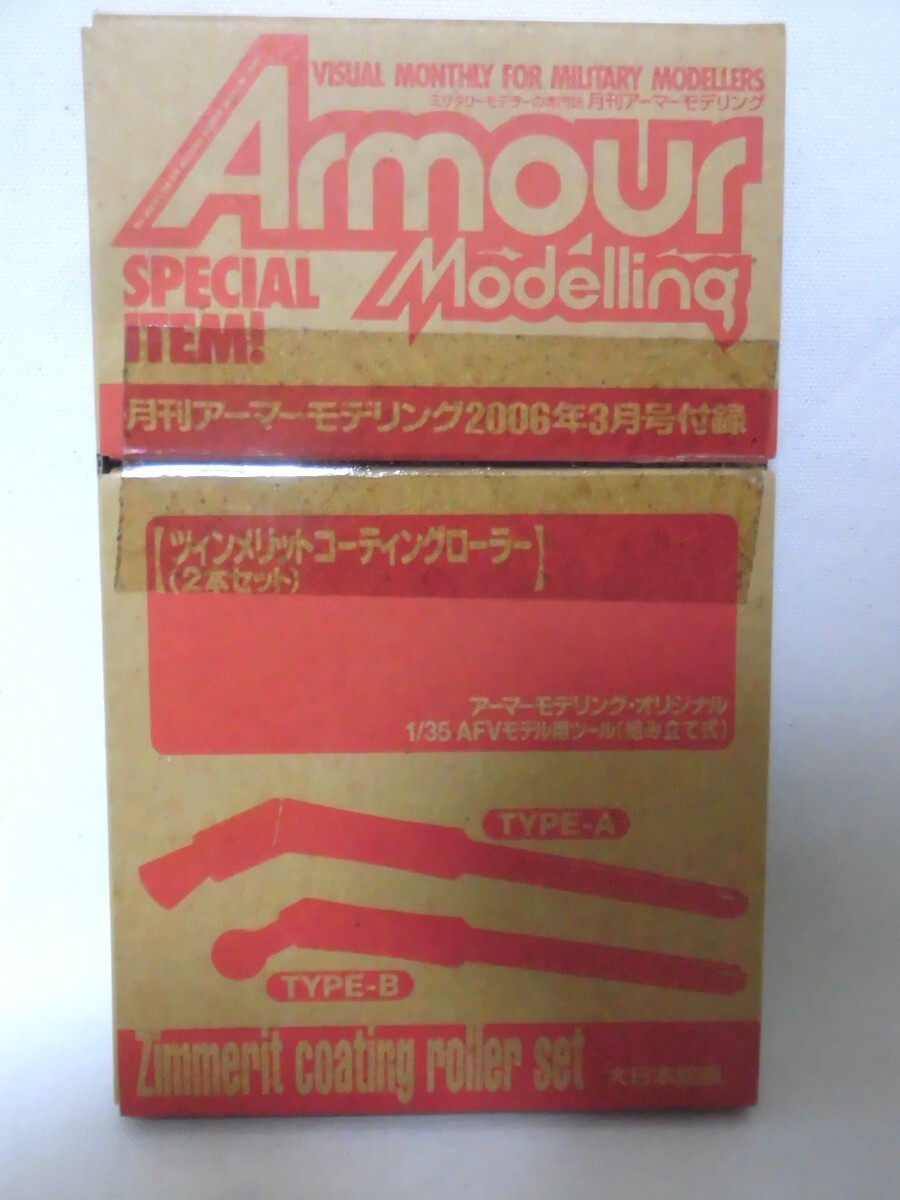 VISUAL MONTHLY FOR MILITARY MODELLERS
ミリタリーモデラーの専門誌 月刊アーマーモデリング
Armour
Modelling
SPECIAL
ITEM!
月刊アーマーモデリング2006年3月号付録
【ツィンメリットコーティングローラー】
(2本セット)
アーマーモデリング・オリジナル
1/35 AFVモデル用ツール(組み立て式)
TYPE-A
TYPE-B
Zimmerit coating roller set
大日本絵画